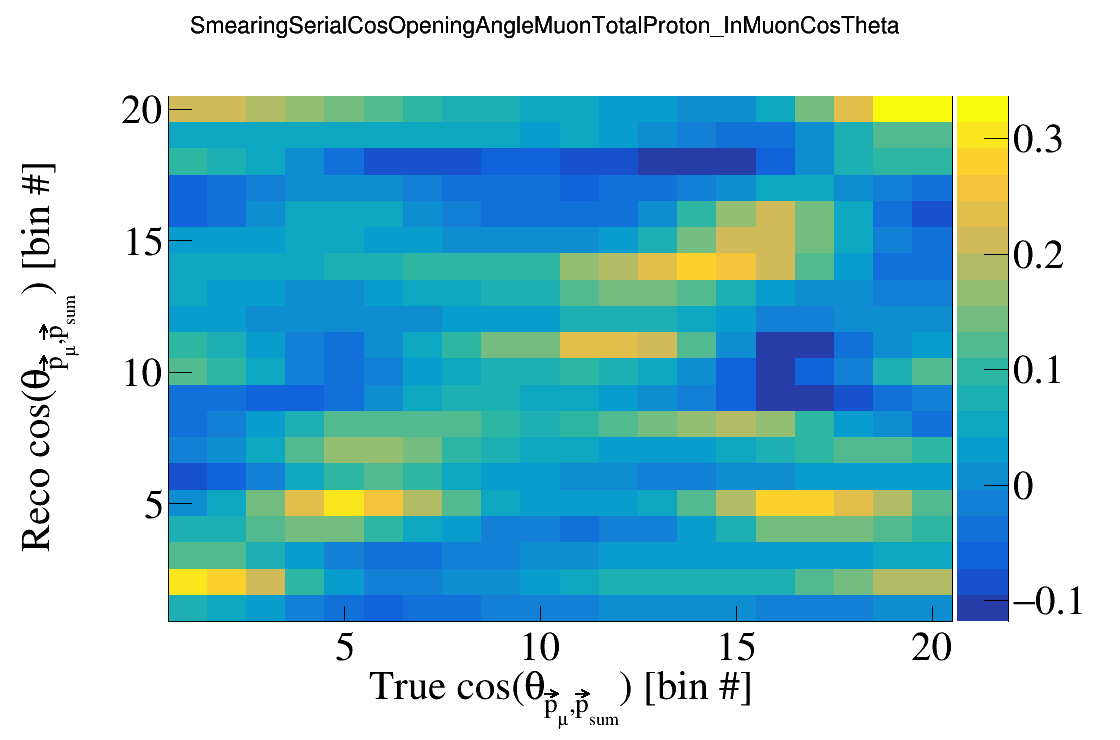 SmearingSerialCosOpeningAngleMuonTotalProton_InMuonCosTheta
20
15
10
5
Reco cos(θp⃗μ,p⃗sum) [bin #]
5 10 15 20
True cos(θp⃗μ,p⃗sum) [bin #]
0.3
0.2
0.1
0
−0.1